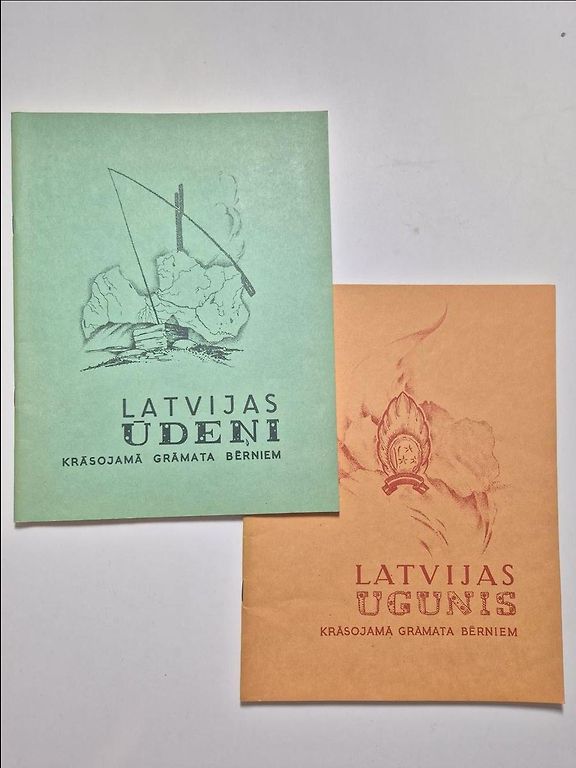 LATVIJAS
ŪDEŅI
KRĀSOJAMĀ GRĀMATA BĒRNIEM
LATVIJAS
UGUNIS
KRĀSOJAMĀ GRĀMATA BĒRNIEM